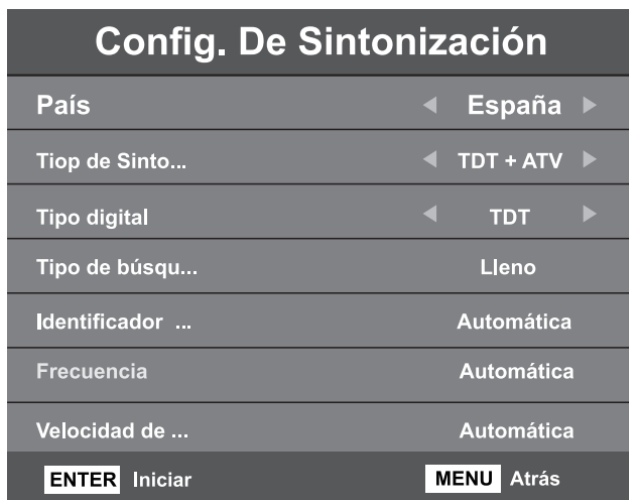 Config. De Sintonización
País España
Tiop de Sinto... TDT + ATV
Tipo digital TDT
Tipo de búsqu... Lleno
Identificador ... Automática
Frecuencia Automática
Velocidad de ... Automática
ENTER Iniciar MENU Atrás